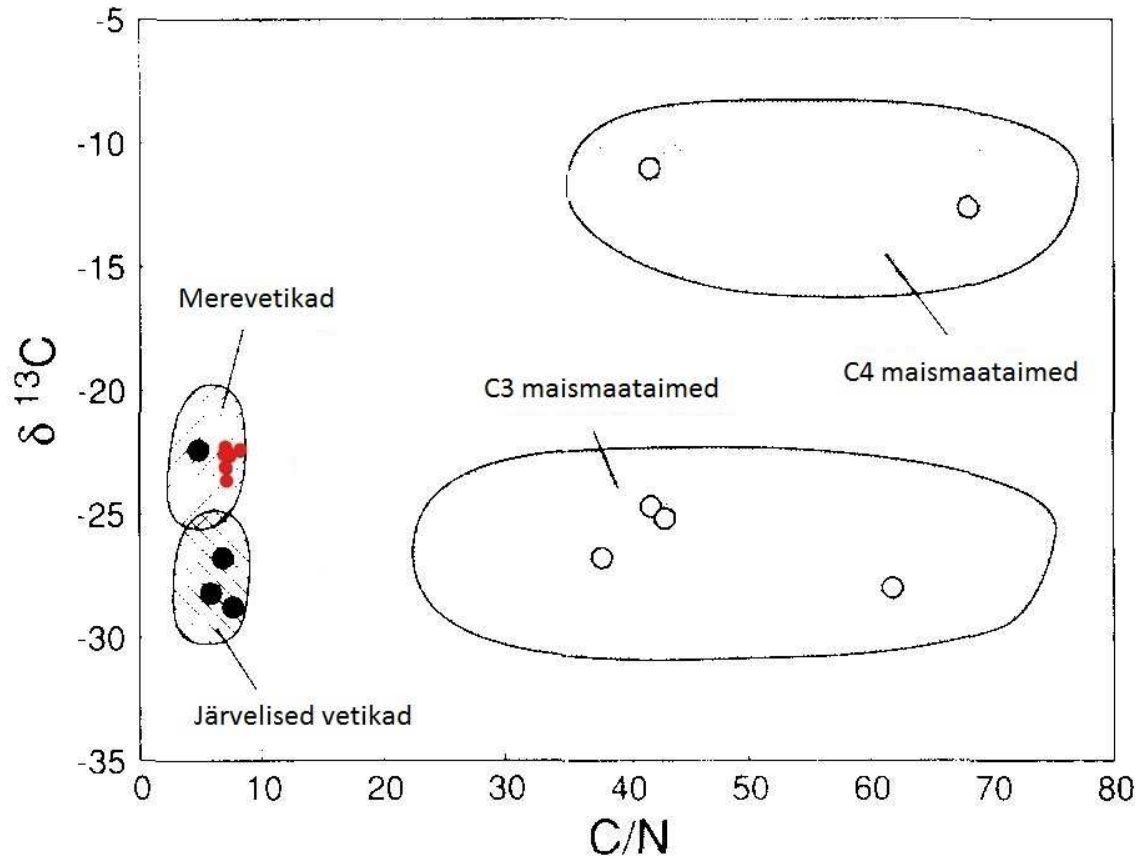 -5
-10
-15
-20
-25
-30
-35
δ ¹³C
Merevetikad
C3 maismaataimed
C4 maismaataimed
Järvelised vetikad
0 10 20 30 40 50 60 70 80
C/N